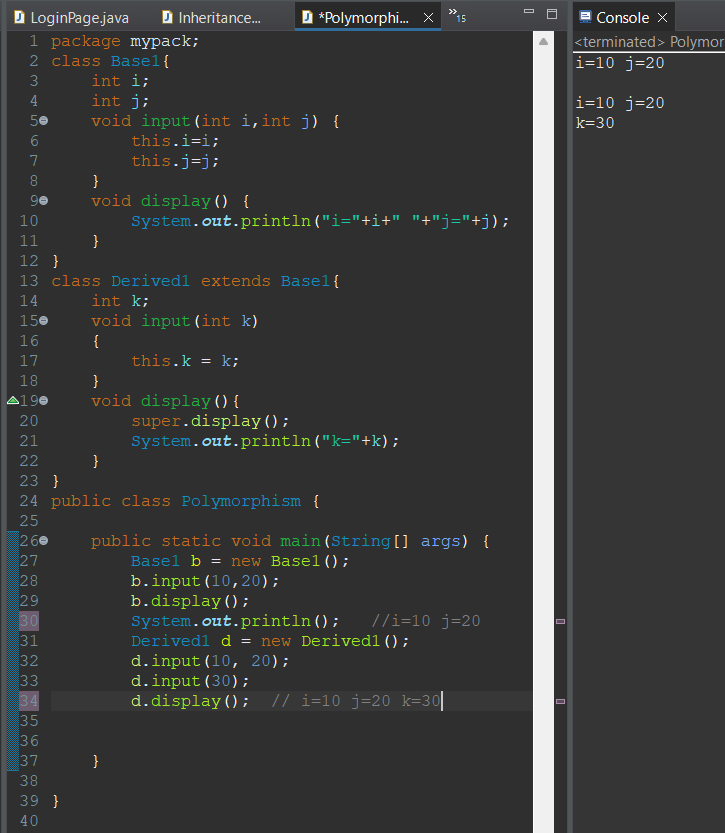 LoginPage.java Inheritance... *Polymorphi... »15
1 package mypack;
2 class Base1{
3     int i;
4     int j;
5     void input(int i,int j) {
6         this.i=i;
7         this.j=j;
8     }
9     void display() {
10         System.out.println("i="+i+" "+"j="+j);
11     }
12 }
13 class Derived1 extends Base1{
14     int k;
15     void input(int k)
16     {
17         this.k = k;
18     }
19     void display(){
20         super.display();
21         System.out.println("k="+k);
22     }
23 }
24 public class Polymorphism {
25
26     public static void main(String[] args) {
27         Base1 b = new Base1();
28         b.input(10,20);
29         b.display();
30         System.out.println();   //i=10 j=20
31         Derived1 d = new Derived1();
32         d.input(10, 20);
33         d.input(30);
34         d.display();  // i=10 j=20 k=30
35
36
37     }
38
39 }
40
Console
<terminated> Polymor
i=10 j=20
i=10 j=20
k=30